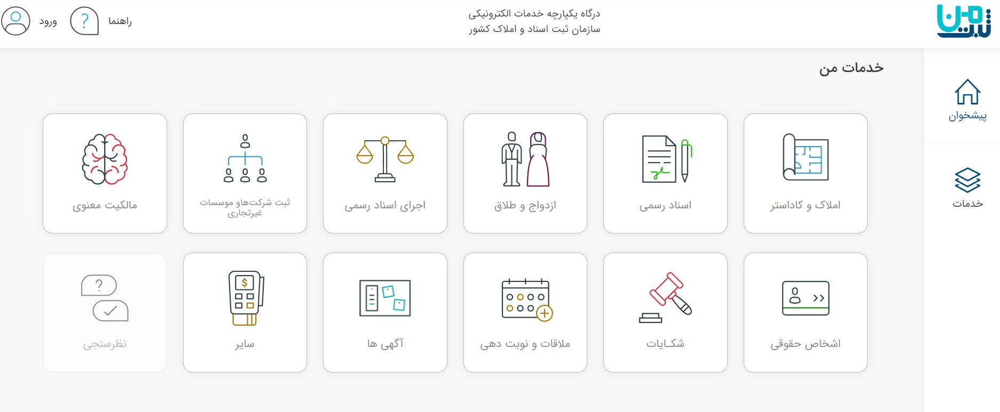 ثبت من
درگاه یکپارچه خدمات الکترونیکی
سازمان ثبت اسناد و املاک کشور
راهنما
ورود
پیشخوان
خدمات
خدمات من
املاک و کاداستر
اسناد رسمی
ازدواج و طلاق
اجرای اسناد رسمی
ثبت شرکت‌هاو موسسات
غیرتجاری
مالکیت معنوی
اشخاص حقوقی
شکـایات
ملاقات و نوبت دهی
آگهی ها
سایر
نظرسنجی